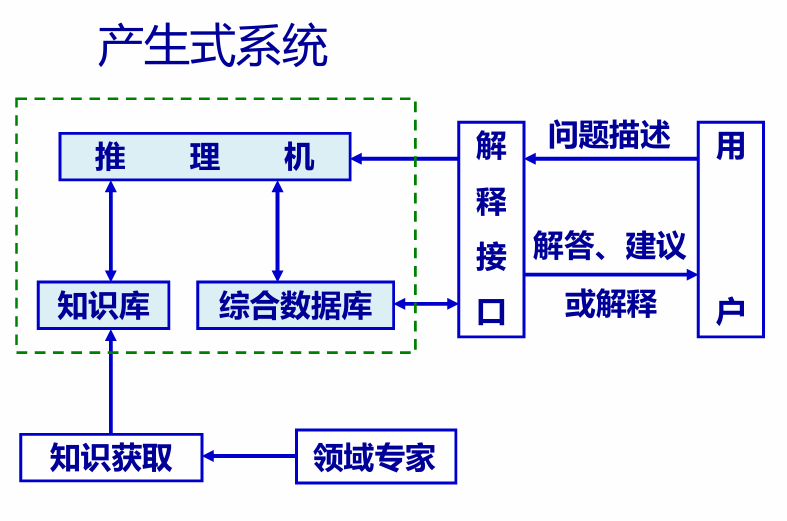 产生式系统
推 理 机
解释接口
问题描述
用户
解答、建议
或解释
知识库
综合数据库
知识获取
领域专家